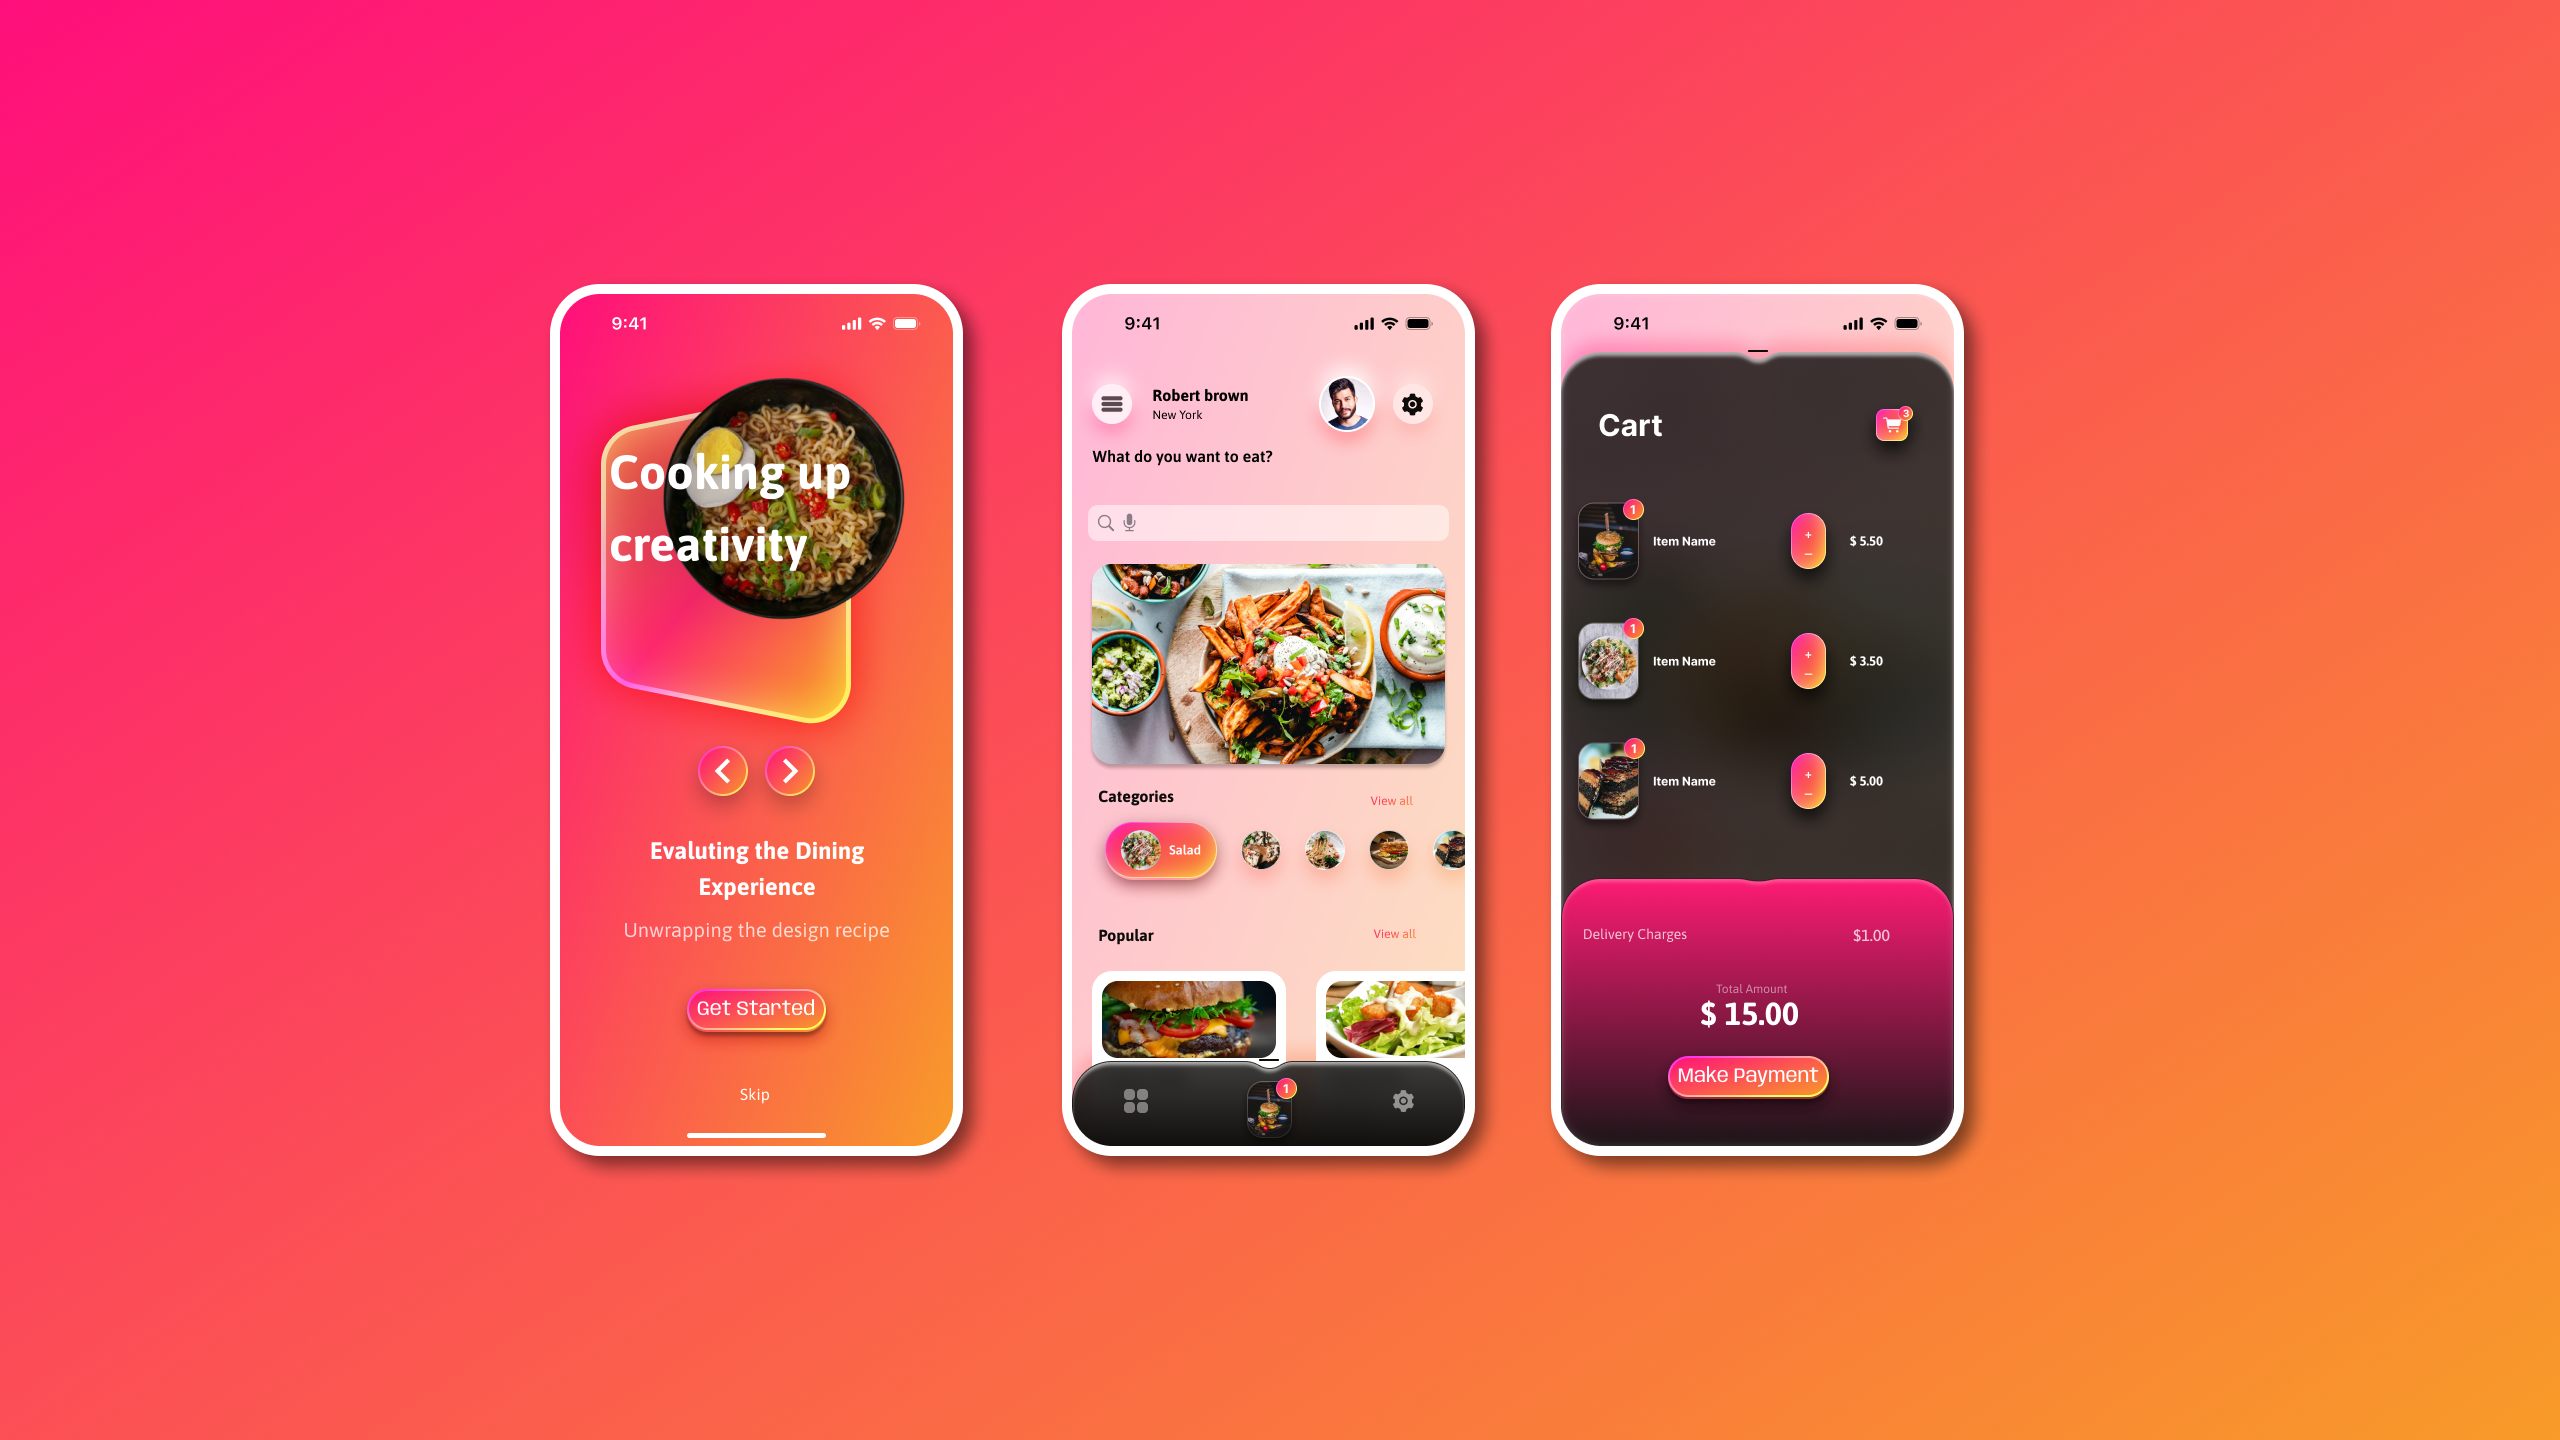 9:41
Cooking up
creativity
Evaluting the Dining
Experience
Unwrapping the design recipe
Get Started
Skip
9:41
Robert brown
New York
What do you want to eat?
Categories
View all
Salad
Popular
View all
1
9:41
Cart
3
1
Item Name
+
–
$ 5.50
1
Item Name
+
–
$ 3.50
1
Item Name
+
–
$ 5.00
Delivery Charges
$1.00
Total Amount
$ 15.00
Make Payment